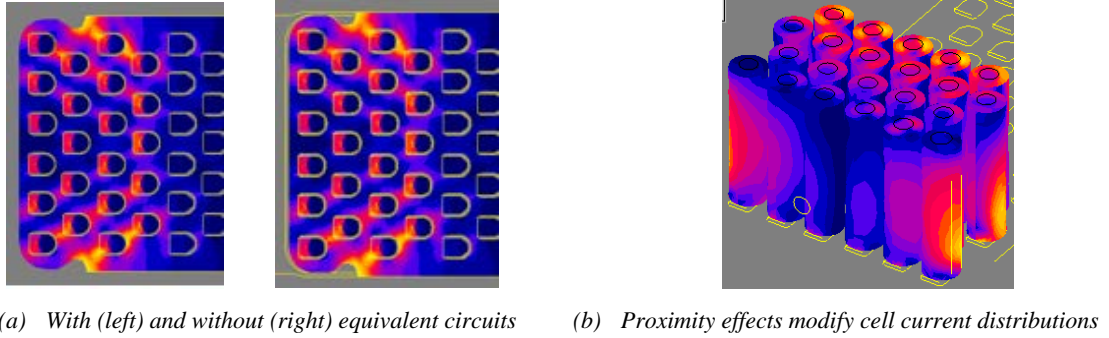 (a) With (left) and without (right) equivalent circuits
(b) Proximity effects modify cell current distributions